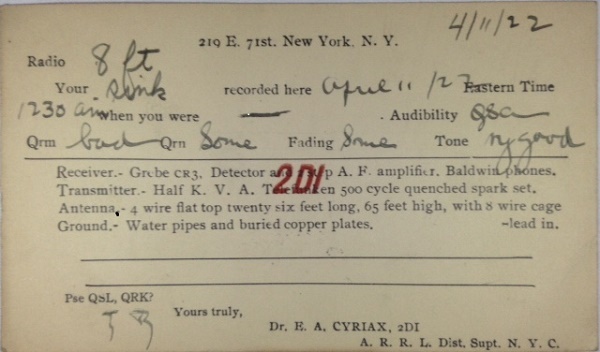 4/11/22
219 E. 71st. New York, N. Y.
Radio 8 ft
Your Sink recorded here April 11/22 Eastern Time
1230 am when you were — . Audibility QSA
Qrm bad Qrn Some Fading Some Tone good
Receiver.- Grebe CR3, Detector and A. F. amplifier. Baldwin phones.
Transmitter.- Half K. V. A. Telefunken 500 cycle quenched spark set.
2DI
Antenna.- 4 wire flat top twenty six feet long, 65 feet high, with 8 wire cage
Ground.- Water pipes and buried copper plates. -lead in.
Pse QSL, QRK?
Yours truly,
Dr. E. A. CYRIAX, 2DI
A. R. R. L. Dist. Supt. N. Y. C.